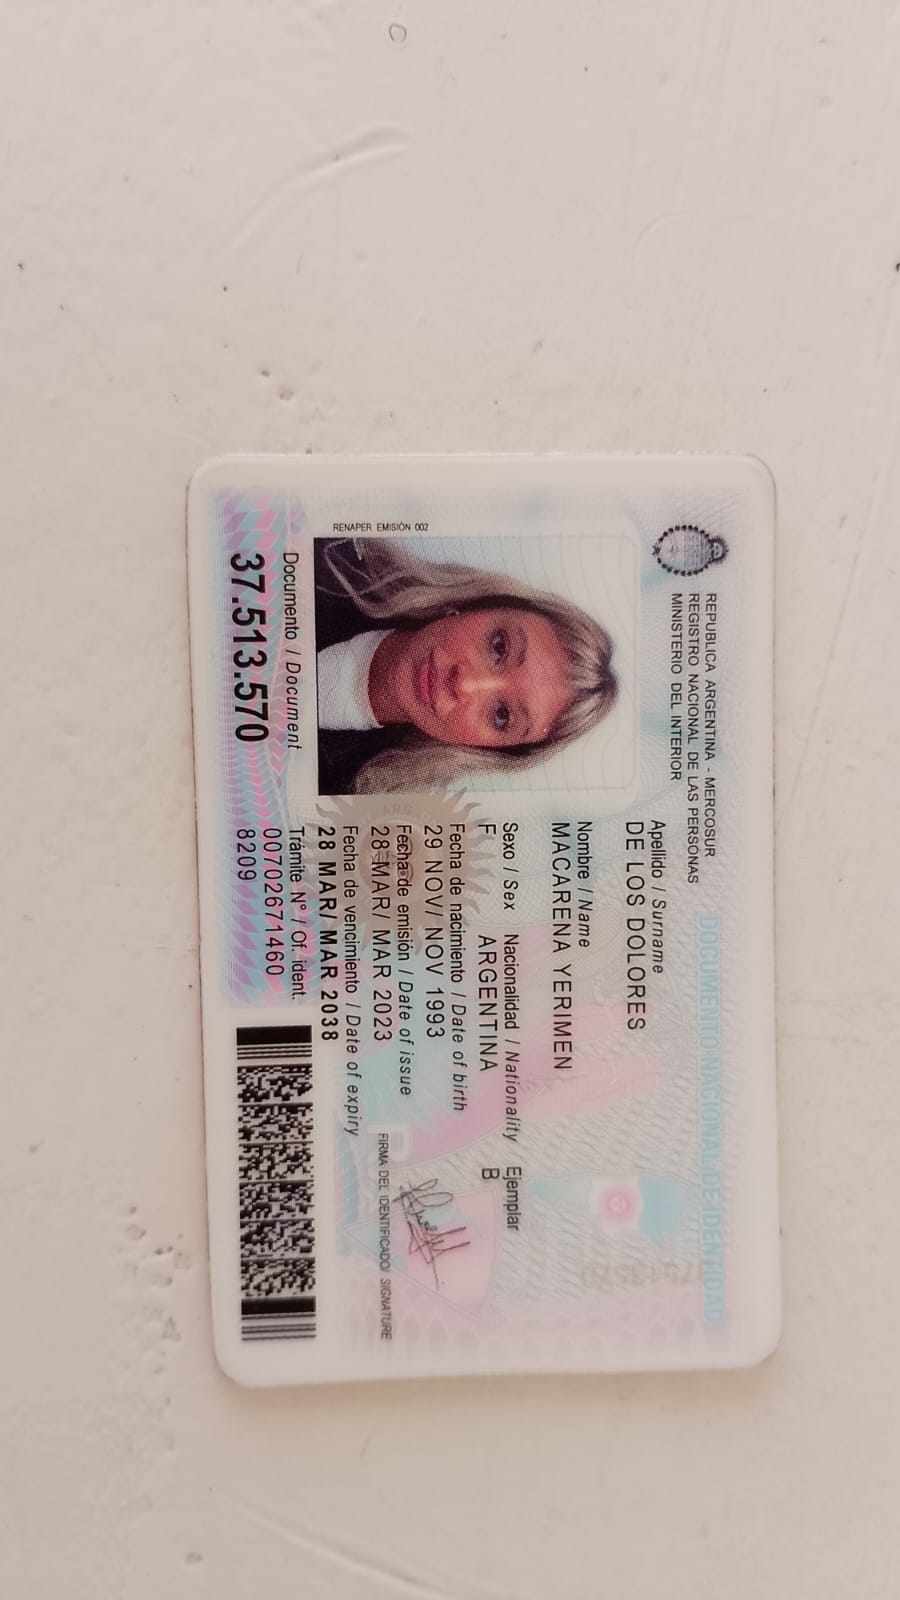 REPUBLICA ARGENTINA - MERCOSUR
REGISTRO NACIONAL DE LAS PERSONAS
MINISTERIO DEL INTERIOR
DOCUMENTO NACIONAL DE IDENTIDAD
Apellido / Surname
DE LOS DOLORES
Nombre / Name
MACARENA YERIMEN
Sexo / Sex Nacionalidad / Nationality Ejemplar
F ARGENTINA B
Fecha de nacimiento / Date of birth
29 NOV/ NOV 1993
Fecha de emisión / Date of issue
28 MAR/ MAR 2023
Fecha de vencimiento / Date of expiry
28 MAR/ MAR 2038
FIRMA DEL IDENTIFICADO/ SIGNATURE
RENAPER EMISIÓN 002
Documento / Document
37.513.570
Trámite N° / Of. ident.
00702671460
8209